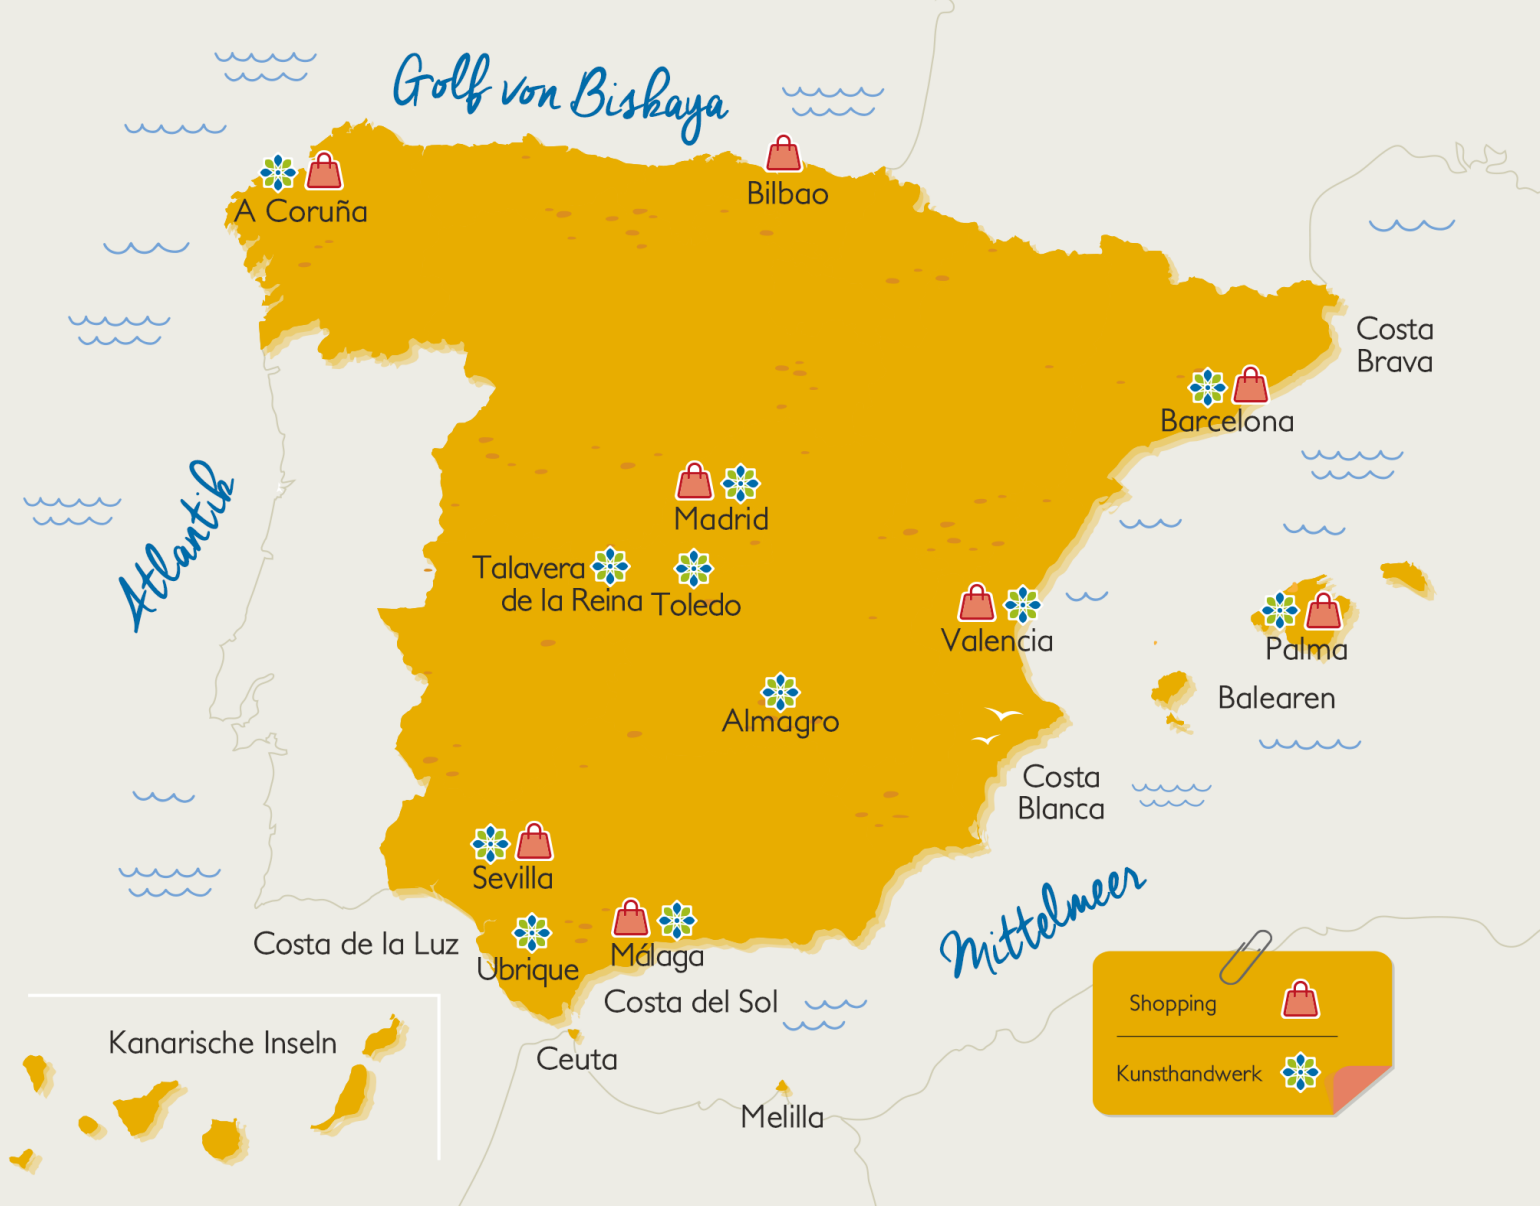 Golf von Biskaya
Bilbao
A Coruña
Costa
Brava
Barcelona
Atlantik
Madrid
Talavera
de la Reina
Toledo
Valencia
Palma
Balearen
Almagro
Costa
Blanca
Sevilla
Mittelmeer
Costa de la Luz
Ubrique
Málaga
Costa del Sol
Shopping
Kanarische Inseln
Ceuta
Kunsthandwerk
Melilla